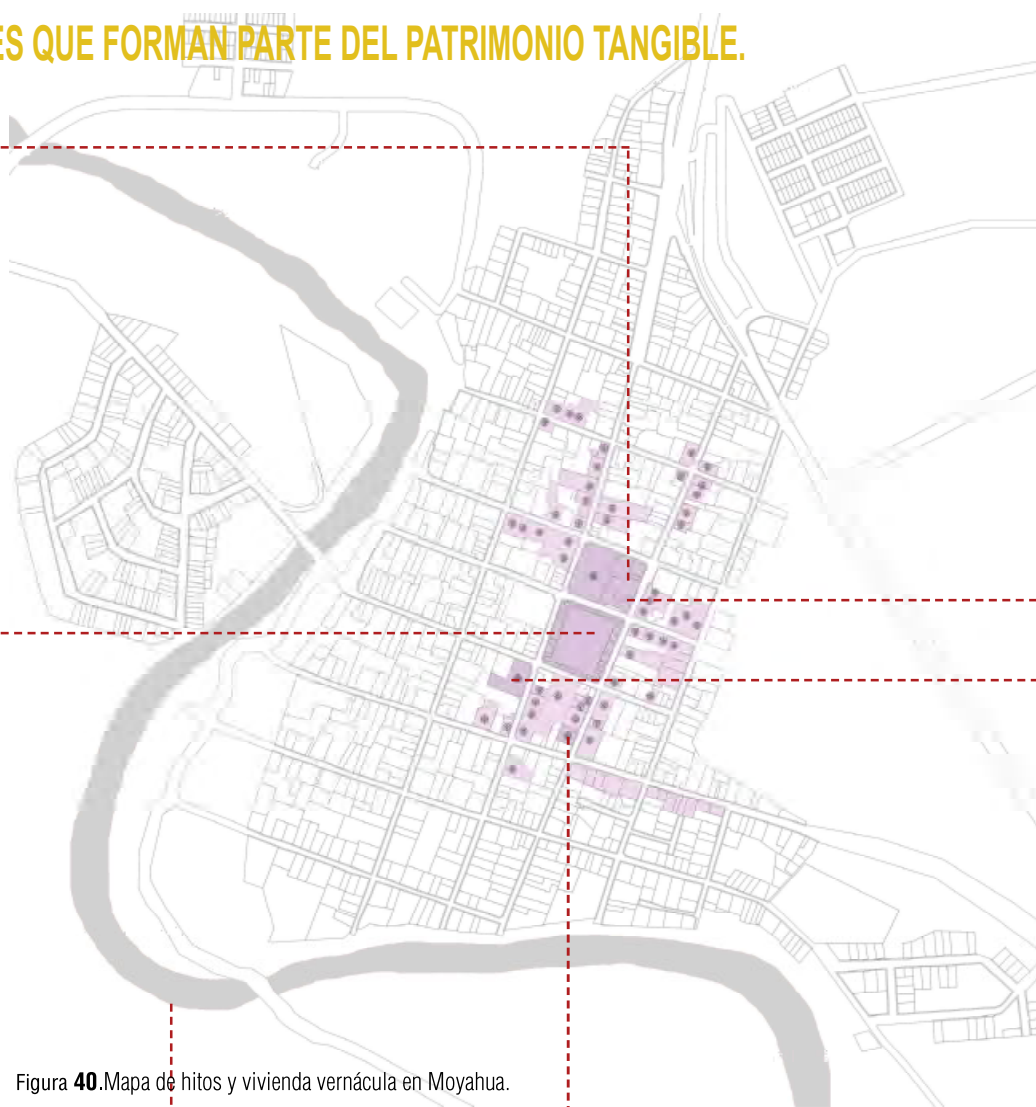 ES QUE FORMAN PARTE DEL PATRIMONIO TANGIBLE.
Figura 40.Mapa de hitos y vivienda vernácula en Moyahua.